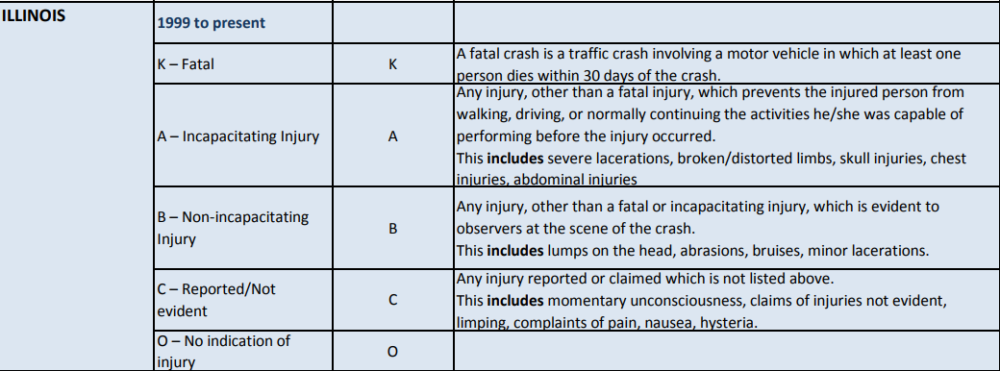 ILLINOIS
1999 to present
K – Fatal
K
A fatal crash is a traffic crash involving a motor vehicle in which at least one
person dies within 30 days of the crash.
A – Incapacitating Injury
A
Any injury, other than a fatal injury, which prevents the injured person from
walking, driving, or normally continuing the activities he/she was capable of
performing before the injury occurred.
This includes severe lacerations, broken/distorted limbs, skull injuries, chest
injuries, abdominal injuries
B – Non-incapacitating
Injury
B
Any injury, other than a fatal or incapacitating injury, which is evident to
observers at the scene of the crash.
This includes lumps on the head, abrasions, bruises, minor lacerations.
C – Reported/Not
evident
C
Any injury reported or claimed which is not listed above.
This includes momentary unconsciousness, claims of injuries not evident,
limping, complaints of pain, nausea, hysteria.
O – No indication of
injury
O